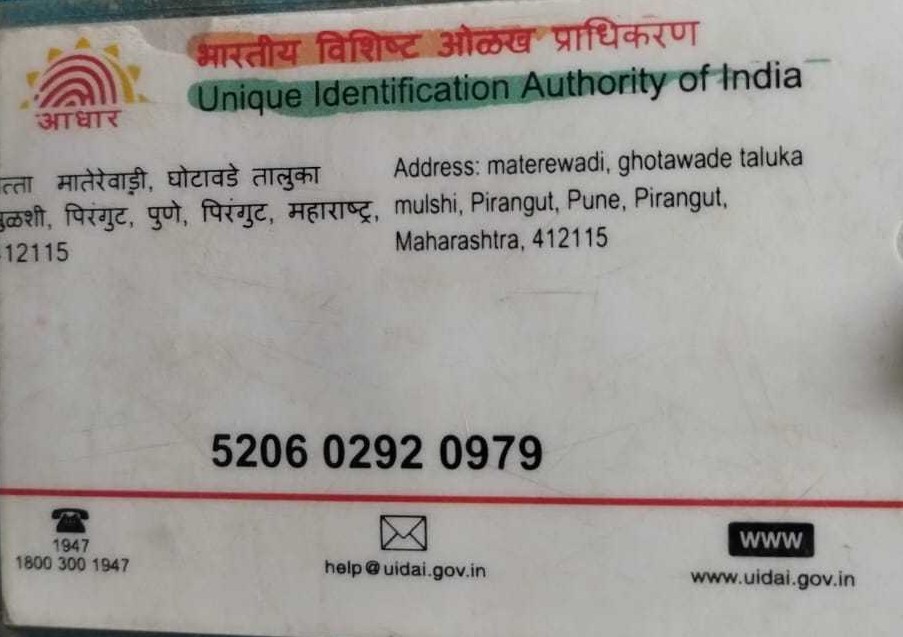 भारतीय विशिष्ट ओळख प्राधिकरण
Unique Identification Authority of India
आधार
त्ता मातेरेवाड़ी, घोटावडे तालुका
ुळशी, पिरंगुट, पुणे, पिरंगुट, महाराष्ट्र,
12115
Address: materewadi, ghotawade taluka
mulshi, Pirangut, Pune, Pirangut,
Maharashtra, 412115
5206 0292 0979
1947
1800 300 1947
help@uidai.gov.in
WWW
www.uidai.gov.in